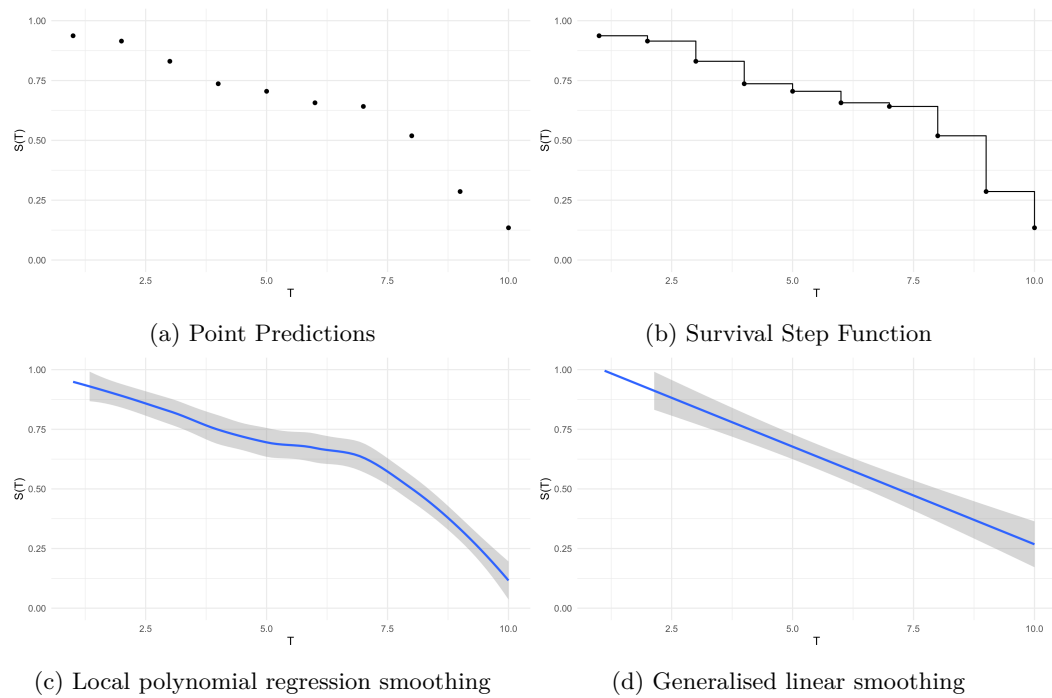 1.00
0.75
0.50
0.25
0.00
S(T)
2.5 5.0 7.5 10.0
T
(a) Point Predictions
1.00
0.75
0.50
0.25
0.00
S(T)
2.5 5.0 7.5 10.0
T
(b) Survival Step Function
1.00
0.75
0.50
0.25
0.00
S(T)
2.5 5.0 7.5 10.0
T
(c) Local polynomial regression smoothing
1.00
0.75
0.50
0.25
0.00
S(T)
2.5 5.0 7.5 10.0
T
(d) Generalised linear smoothing